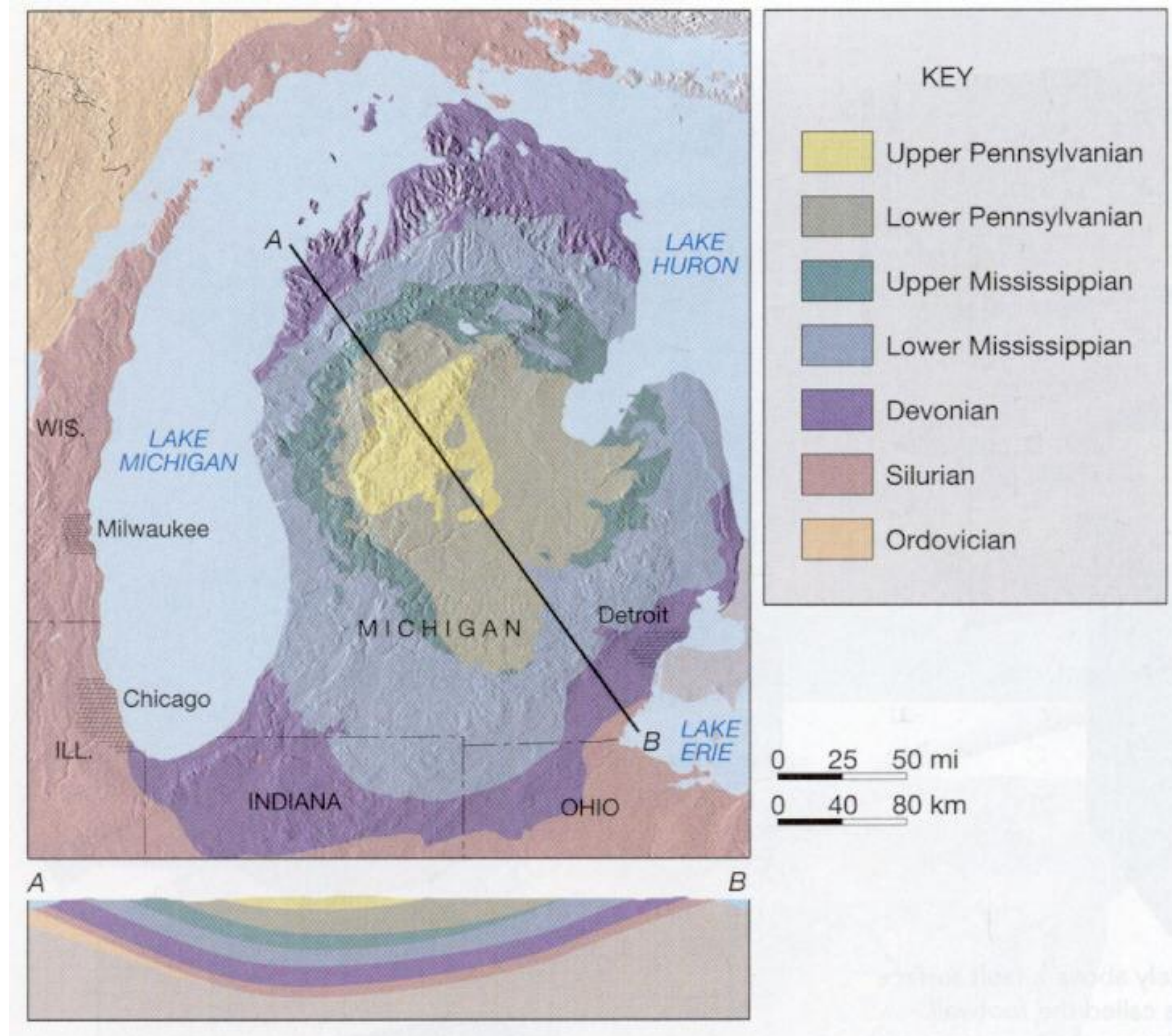 KEY
Upper Pennsylvanian
Lower Pennsylvanian
Upper Mississippian
Lower Mississippian
Devonian
Silurian
Ordovician
A
LAKE
HURON
WIS.
LAKE
MICHIGAN
Milwaukee
MICHIGAN
Detroit
Chicago
ILL.
B
LAKE
ERIE
INDIANA
OHIO
0 25 50 mi
0 40 80 km
A
B